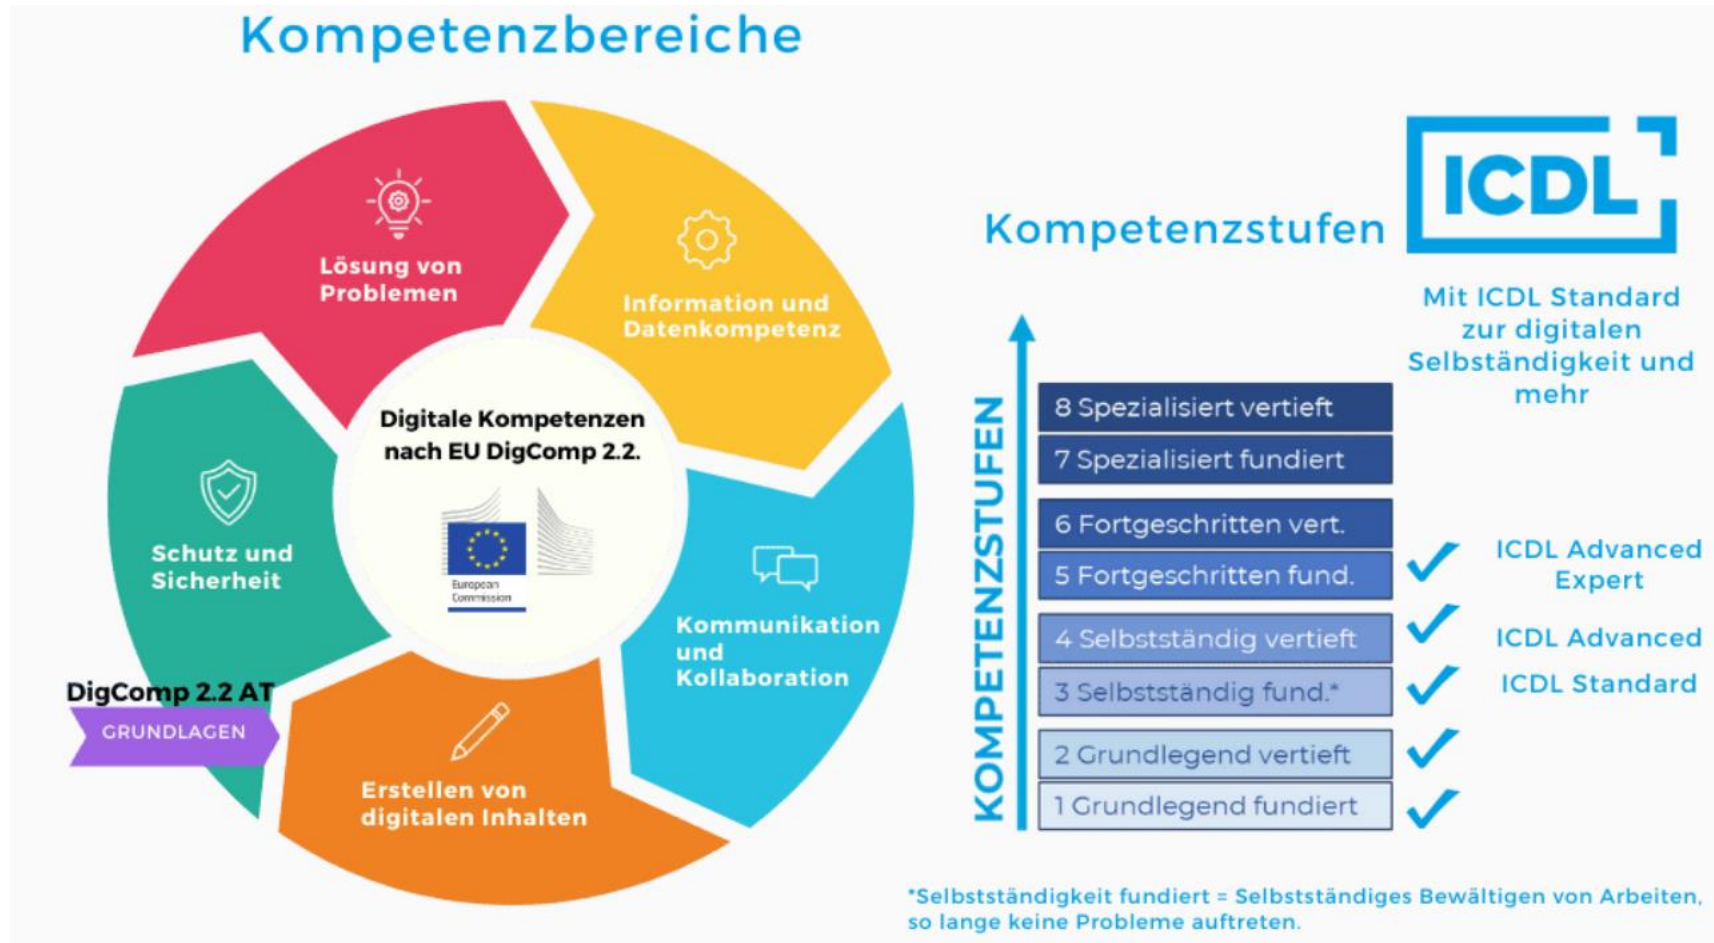 Kompetenzbereiche
Lösung von
Problemen
Information und
Datenkompetenz
Digitale Kompetenzen
nach EU DigComp 2.2.
European
Commission
Schutz und
Sicherheit
Kommunikation
und
Kollaboration
DigComp 2.2 AT
GRUNDLAGEN
Erstellen von
digitalen Inhalten
ICDL
Kompetenzstufen
Mit ICDL Standard
zur digitalen
Selbständigkeit und
mehr
KOMPETENZSTUFEN
8 Spezialisiert vertieft
7 Spezialisiert fundiert
6 Fortgeschritten vert.
5 Fortgeschritten fund.
ICDL Advanced
Expert
4 Selbstständig vertieft
ICDL Advanced
3 Selbstständig fund.*
ICDL Standard
2 Grundlegend vertieft
1 Grundlegend fundiert
*Selbstständigkeit fundiert = Selbstständiges Bewältigen von Arbeiten,
so lange keine Probleme auftreten.